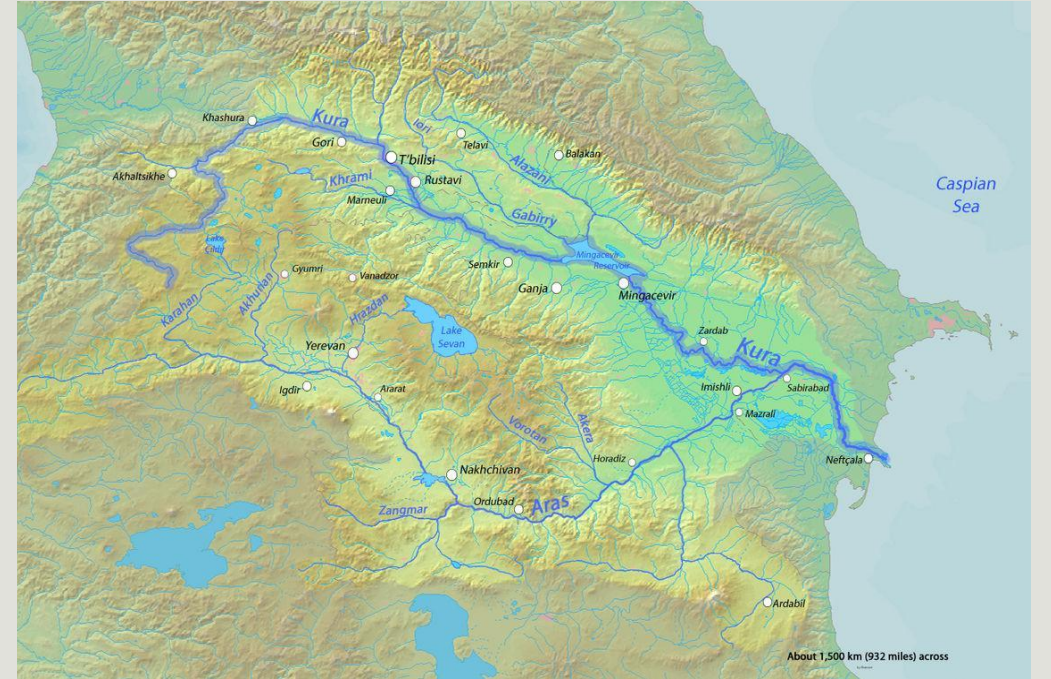 Khashura
Kura
Iori
Gori
Telavi
T'bilisi
Balakan
Alazani
Akhaltsikhe
Khrami
Rustavi
Marneuli
Caspian
Sea
Gabirry
Lake
Mingacevir
Reservoir
Semkir
Gyumri
Vanadzor
Ganja
Mingacevir
Karahan
Akhurian
Hrazdan
Lake
Sevan
Zardab
Kura
Yerevan
Igdir
Ararat
Imishli
Sabirabad
Mazrali
Vorotan
Akera
Horadiz
Neftçala
Nakhchivan
Ordubad
Aras
Zangmar
Ardabil
About 1,500 km (932 miles) across